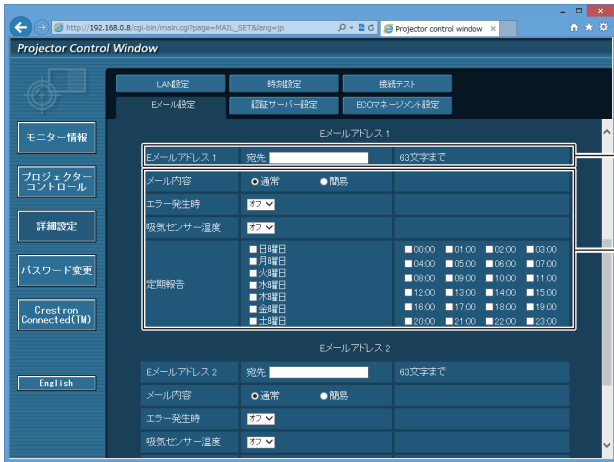 http://192.168.0.8/cgi-bin/main.cgi?page=MAIL_SET&lang=jp
Projector control window
Projector Control Window
LAN設定 時刻設定 接続テスト
Eメール設定 認証サーバー設定 ECOマネージメント設定
モニター情報
プロジェクター
コントロール
詳細設定
パスワード変更
Crestron
Connected(TM)
English
Eメールアドレス 1
Eメールアドレス 1 宛先 63文字まで
メール内容 通常 簡易
エラー発生時 オフ
吸気センサー温度 オフ
定期報告
日曜日
月曜日
火曜日
水曜日
木曜日
金曜日
土曜日
00:00 01:00 02:00 03:00
04:00 05:00 06:00 07:00
08:00 09:00 10:00 11:00
12:00 13:00 14:00 15:00
16:00 17:00 18:00 19:00
20:00 21:00 22:00 23:00
Eメールアドレス 2
Eメールアドレス 2 宛先 63文字まで
メール内容 通常 簡易
エラー発生時 オフ
吸気センサー温度 オフ